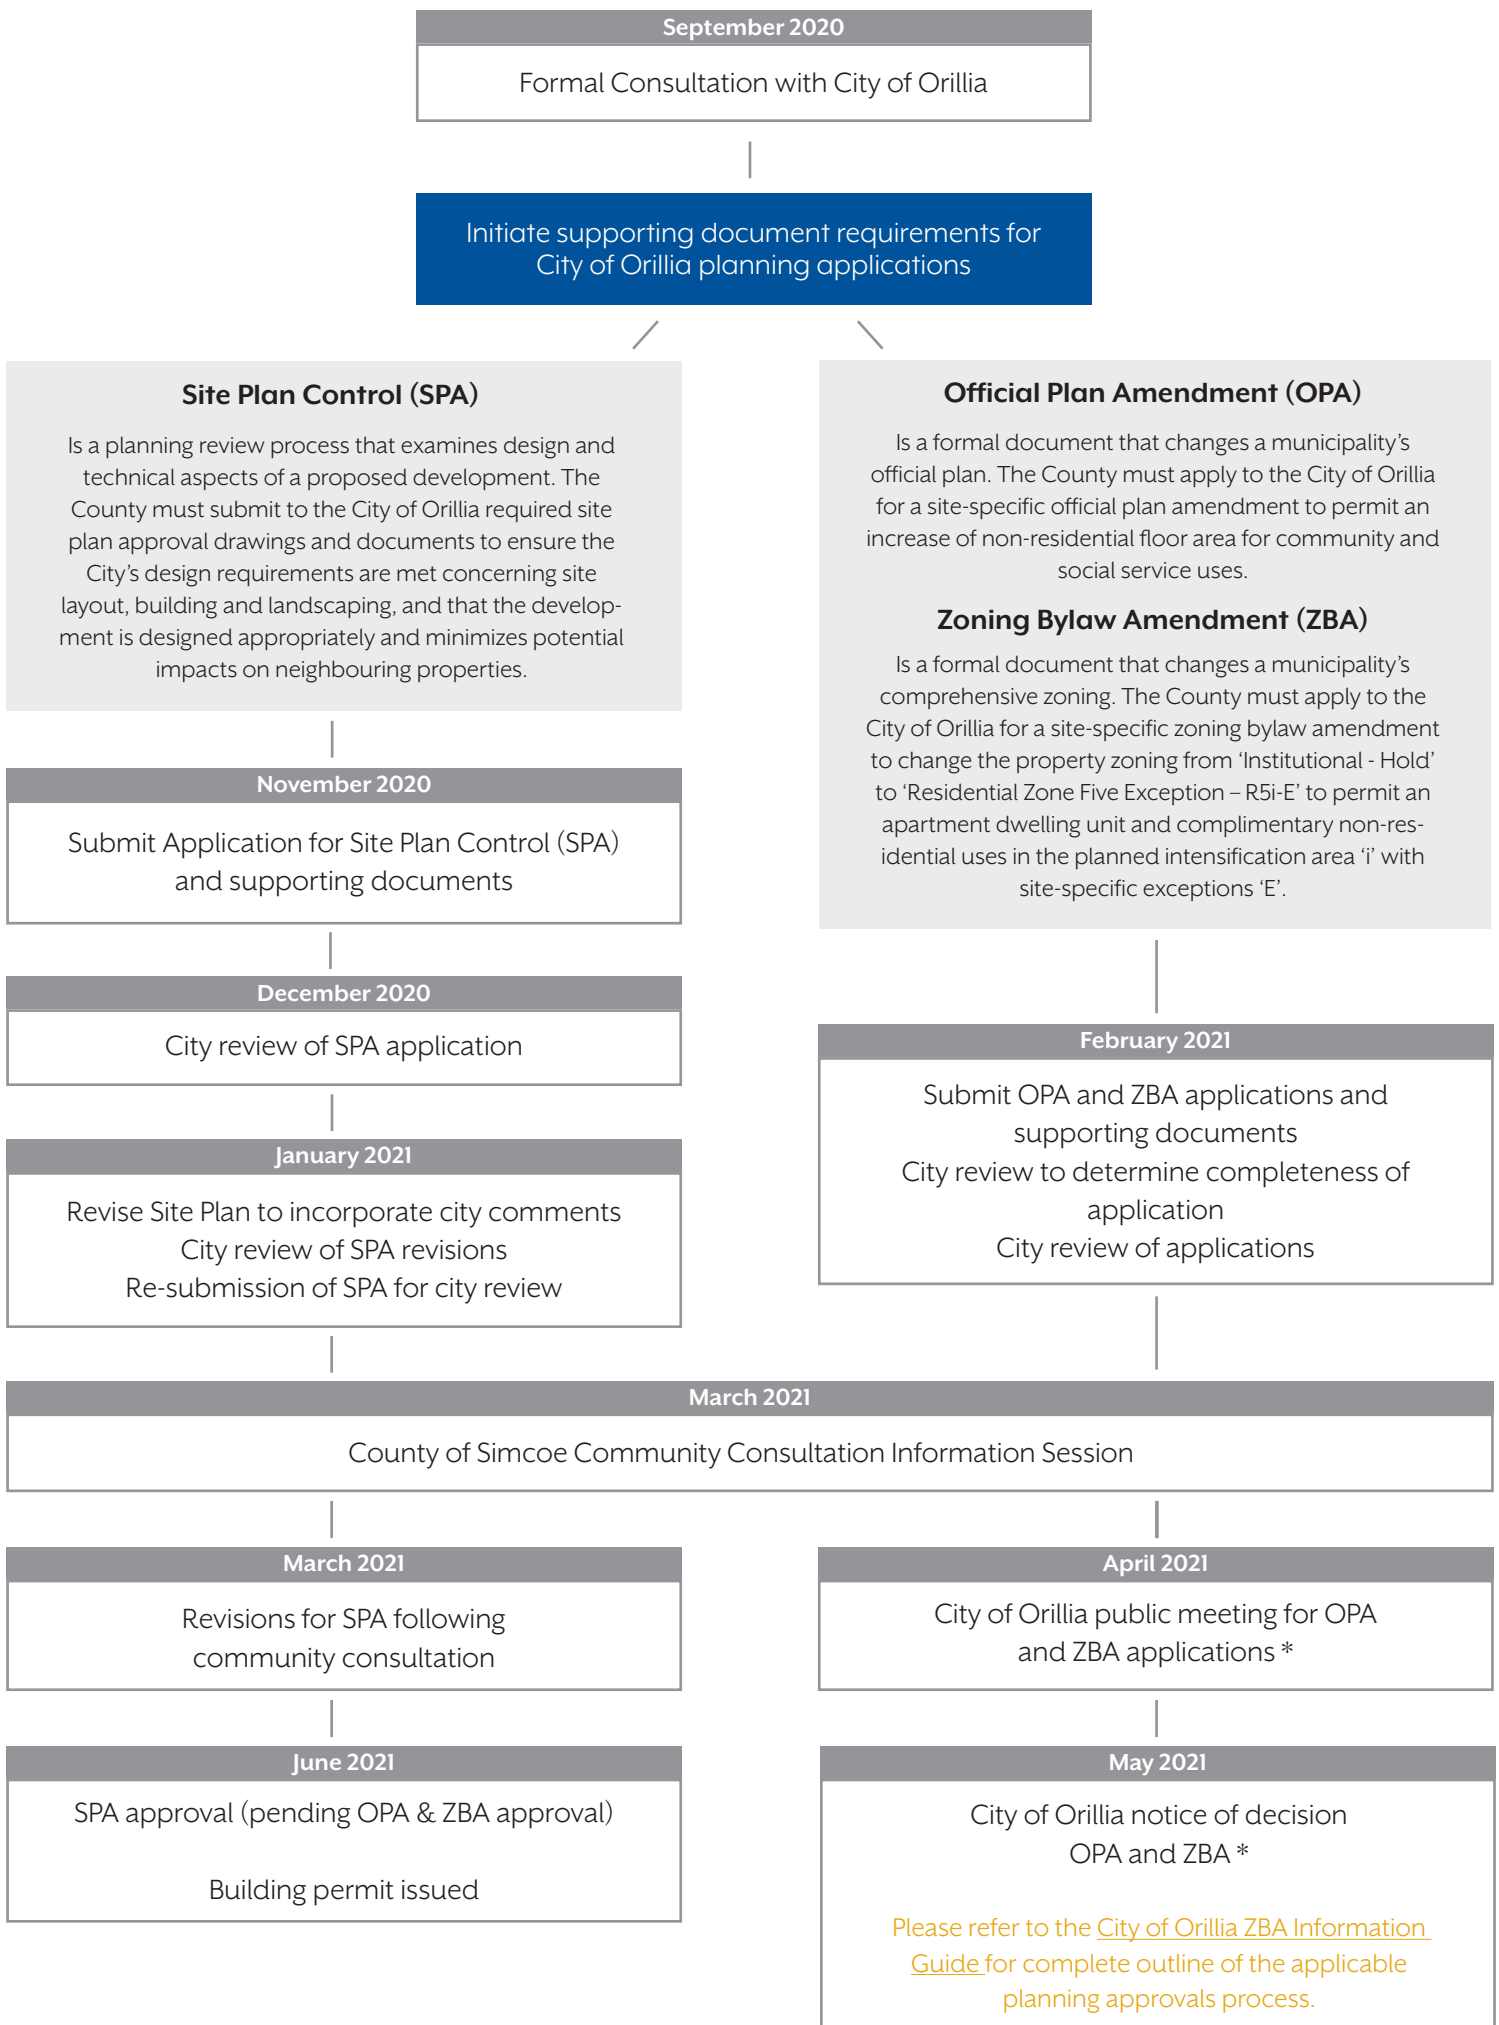 September 2020
Formal Consultation with City of Orillia
Initiate supporting document requirements for
City of Orillia planning applications
Site Plan Control (SPA)
Is a planning review process that examines design and
technical aspects of a proposed development. The
County must submit to the City of Orillia required site
plan approval drawings and documents to ensure the
City’s design requirements are met concerning site
layout, building and landscaping, and that the develop-
ment is designed appropriately and minimizes potential
impacts on neighbouring properties.
November 2020
Submit Application for Site Plan Control (SPA)
and supporting documents
December 2020
City review of SPA application
January 2021
Revise Site Plan to incorporate city comments
City review of SPA revisions
Re-submission of SPA for city review
Official Plan Amendment (OPA)
Is a formal document that changes a municipality’s
official plan. The County must apply to the City of Orillia
for a site-specific official plan amendment to permit an
increase of non-residential floor area for community and
social service uses.
Zoning Bylaw Amendment (ZBA)
Is a formal document that changes a municipality’s
comprehensive zoning. The County must apply to the
City of Orillia for a site-specific zoning bylaw amendment
to change the property zoning from ‘Institutional - Hold’
to ‘Residential Zone Five Exception – R5i-E’ to permit an
apartment dwelling unit and complimentary non-res-
idential uses in the planned intensification area ‘i’ with
site-specific exceptions ‘E’.
February 2021
Submit OPA and ZBA applications and
supporting documents
City review to determine completeness of
application
City review of applications
March 2021
County of Simcoe Community Consultation Information Session
March 2021
Revisions for SPA following
community consultation
June 2021
SPA approval (pending OPA & ZBA approval)
Building permit issued
April 2021
City of Orillia public meeting for OPA
and ZBA applications *
May 2021
City of Orillia notice of decision
OPA and ZBA *
Please refer to the City of Orillia ZBA Information
Guide for complete outline of the applicable
planning approvals process.